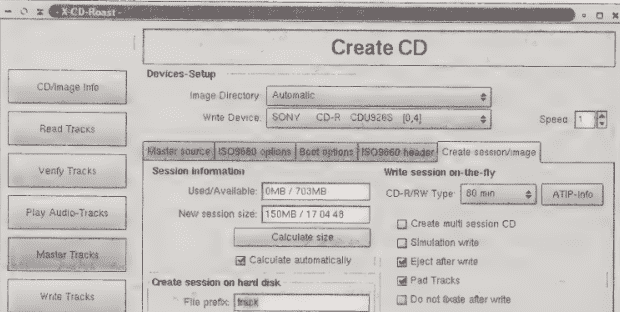 - X-CD-Roast -
Create CD
Devices-Setup
CD/Image Info
Image Directory: Automatic
Write Device: SONY CD-R CDU926S [0,4] Speed: 1
Read Tracks
Master source ISO9660 options Boot options ISO9660 header Create session/image
Verify Tracks
Session information Write session on-the-fly
Used/Available: 0MB / 703MB CD-R/RW Type: 80 min ATIP-Info
Play Audio-Tracks
New session size: 150MB / 17:04:48
Create multi session CD
Calculate size
Simulation write
Master Tracks
Calculate automatically Eject after write
Create session on hard disk Pad Tracks
Write Tracks
File prefix: track Do not fixate after write